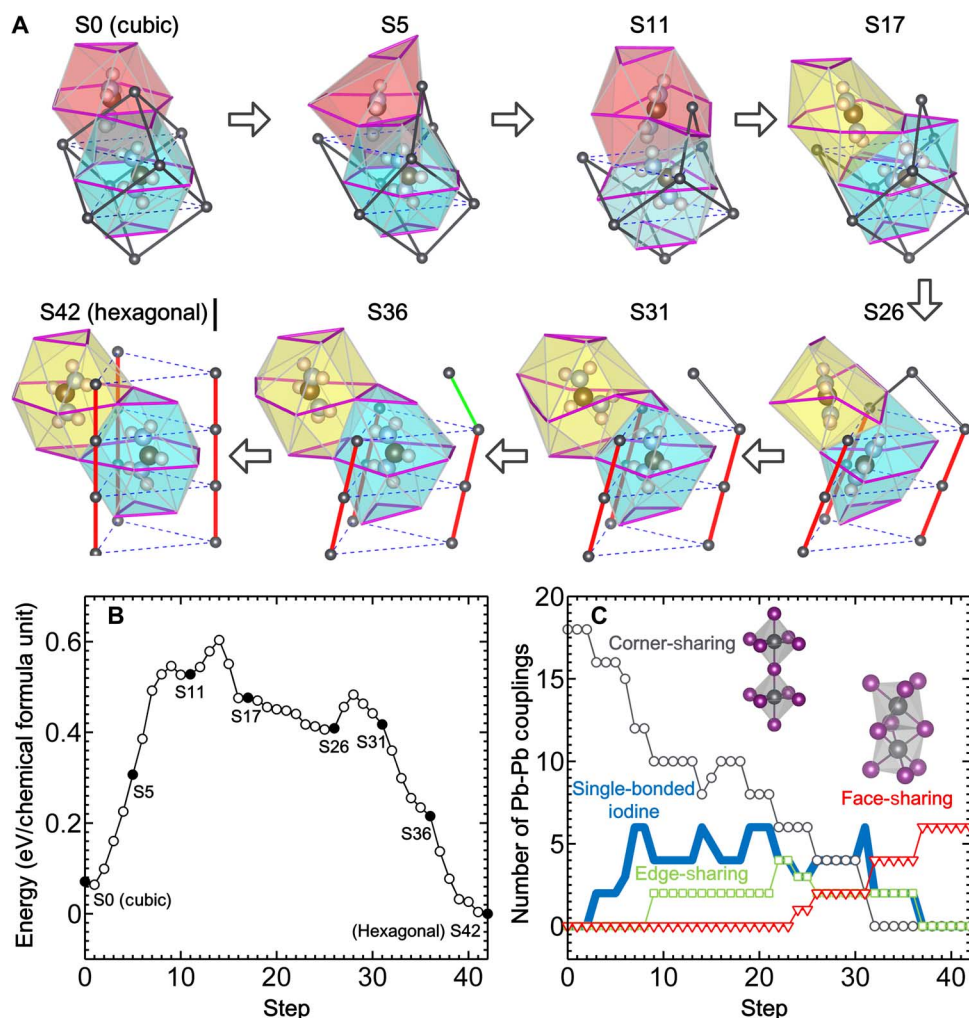 A
S0 (cubic)
S5
S11
S17
S42 (hexagonal)
S36
S31
S26
B
Energy (eV/chemical formula unit)
0.6
0.4
0.2
0
S0 (cubic)
S5
S11
S17
S26
S31
S36
(Hexagonal) S42
0
10
20
30
40
Step
C
Number of Pb-Pb couplings
20
15
10
5
0
Corner-sharing
Single-bonded
iodine
Face-sharing
Edge-sharing
0
10
20
30
40
Step